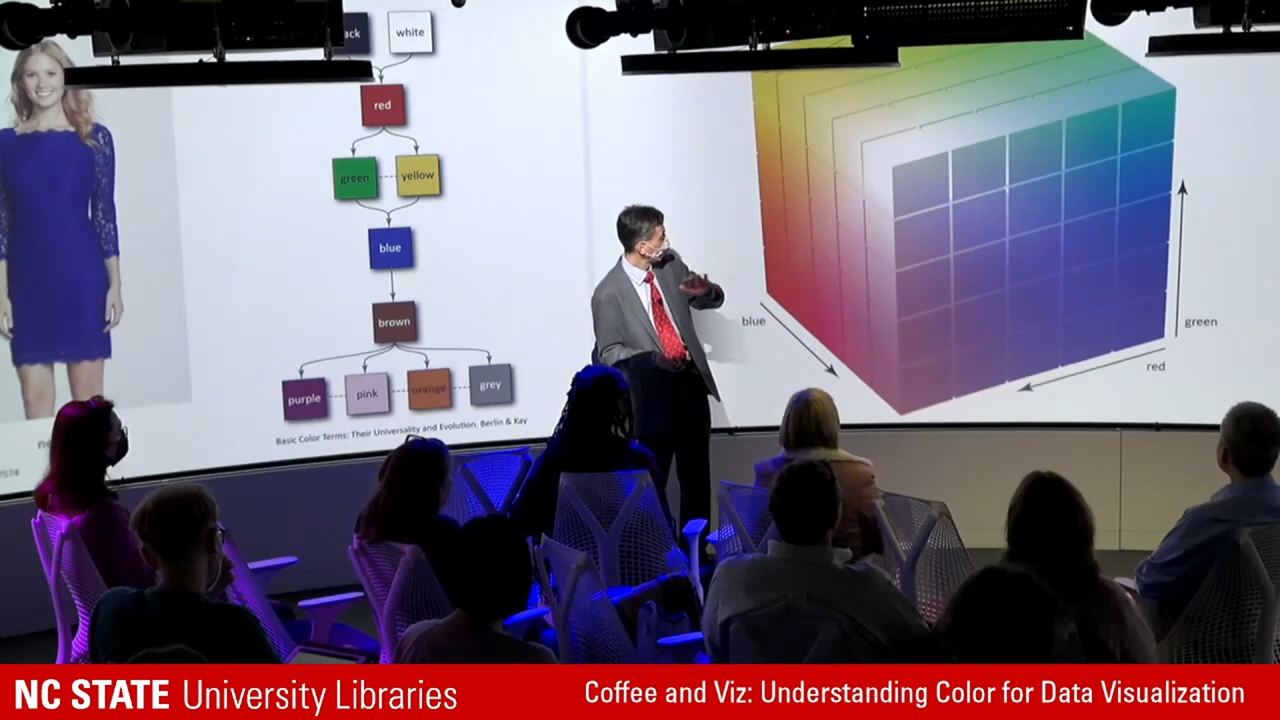 white
red
green
yellow
blue
brown
purple
pink
orange
grey
Basic Color Terms: Their Universality and Evolution. Berlin & Kay
blue
green
red
NC STATE University Libraries
Coffee and Viz: Understanding Color for Data Visualization